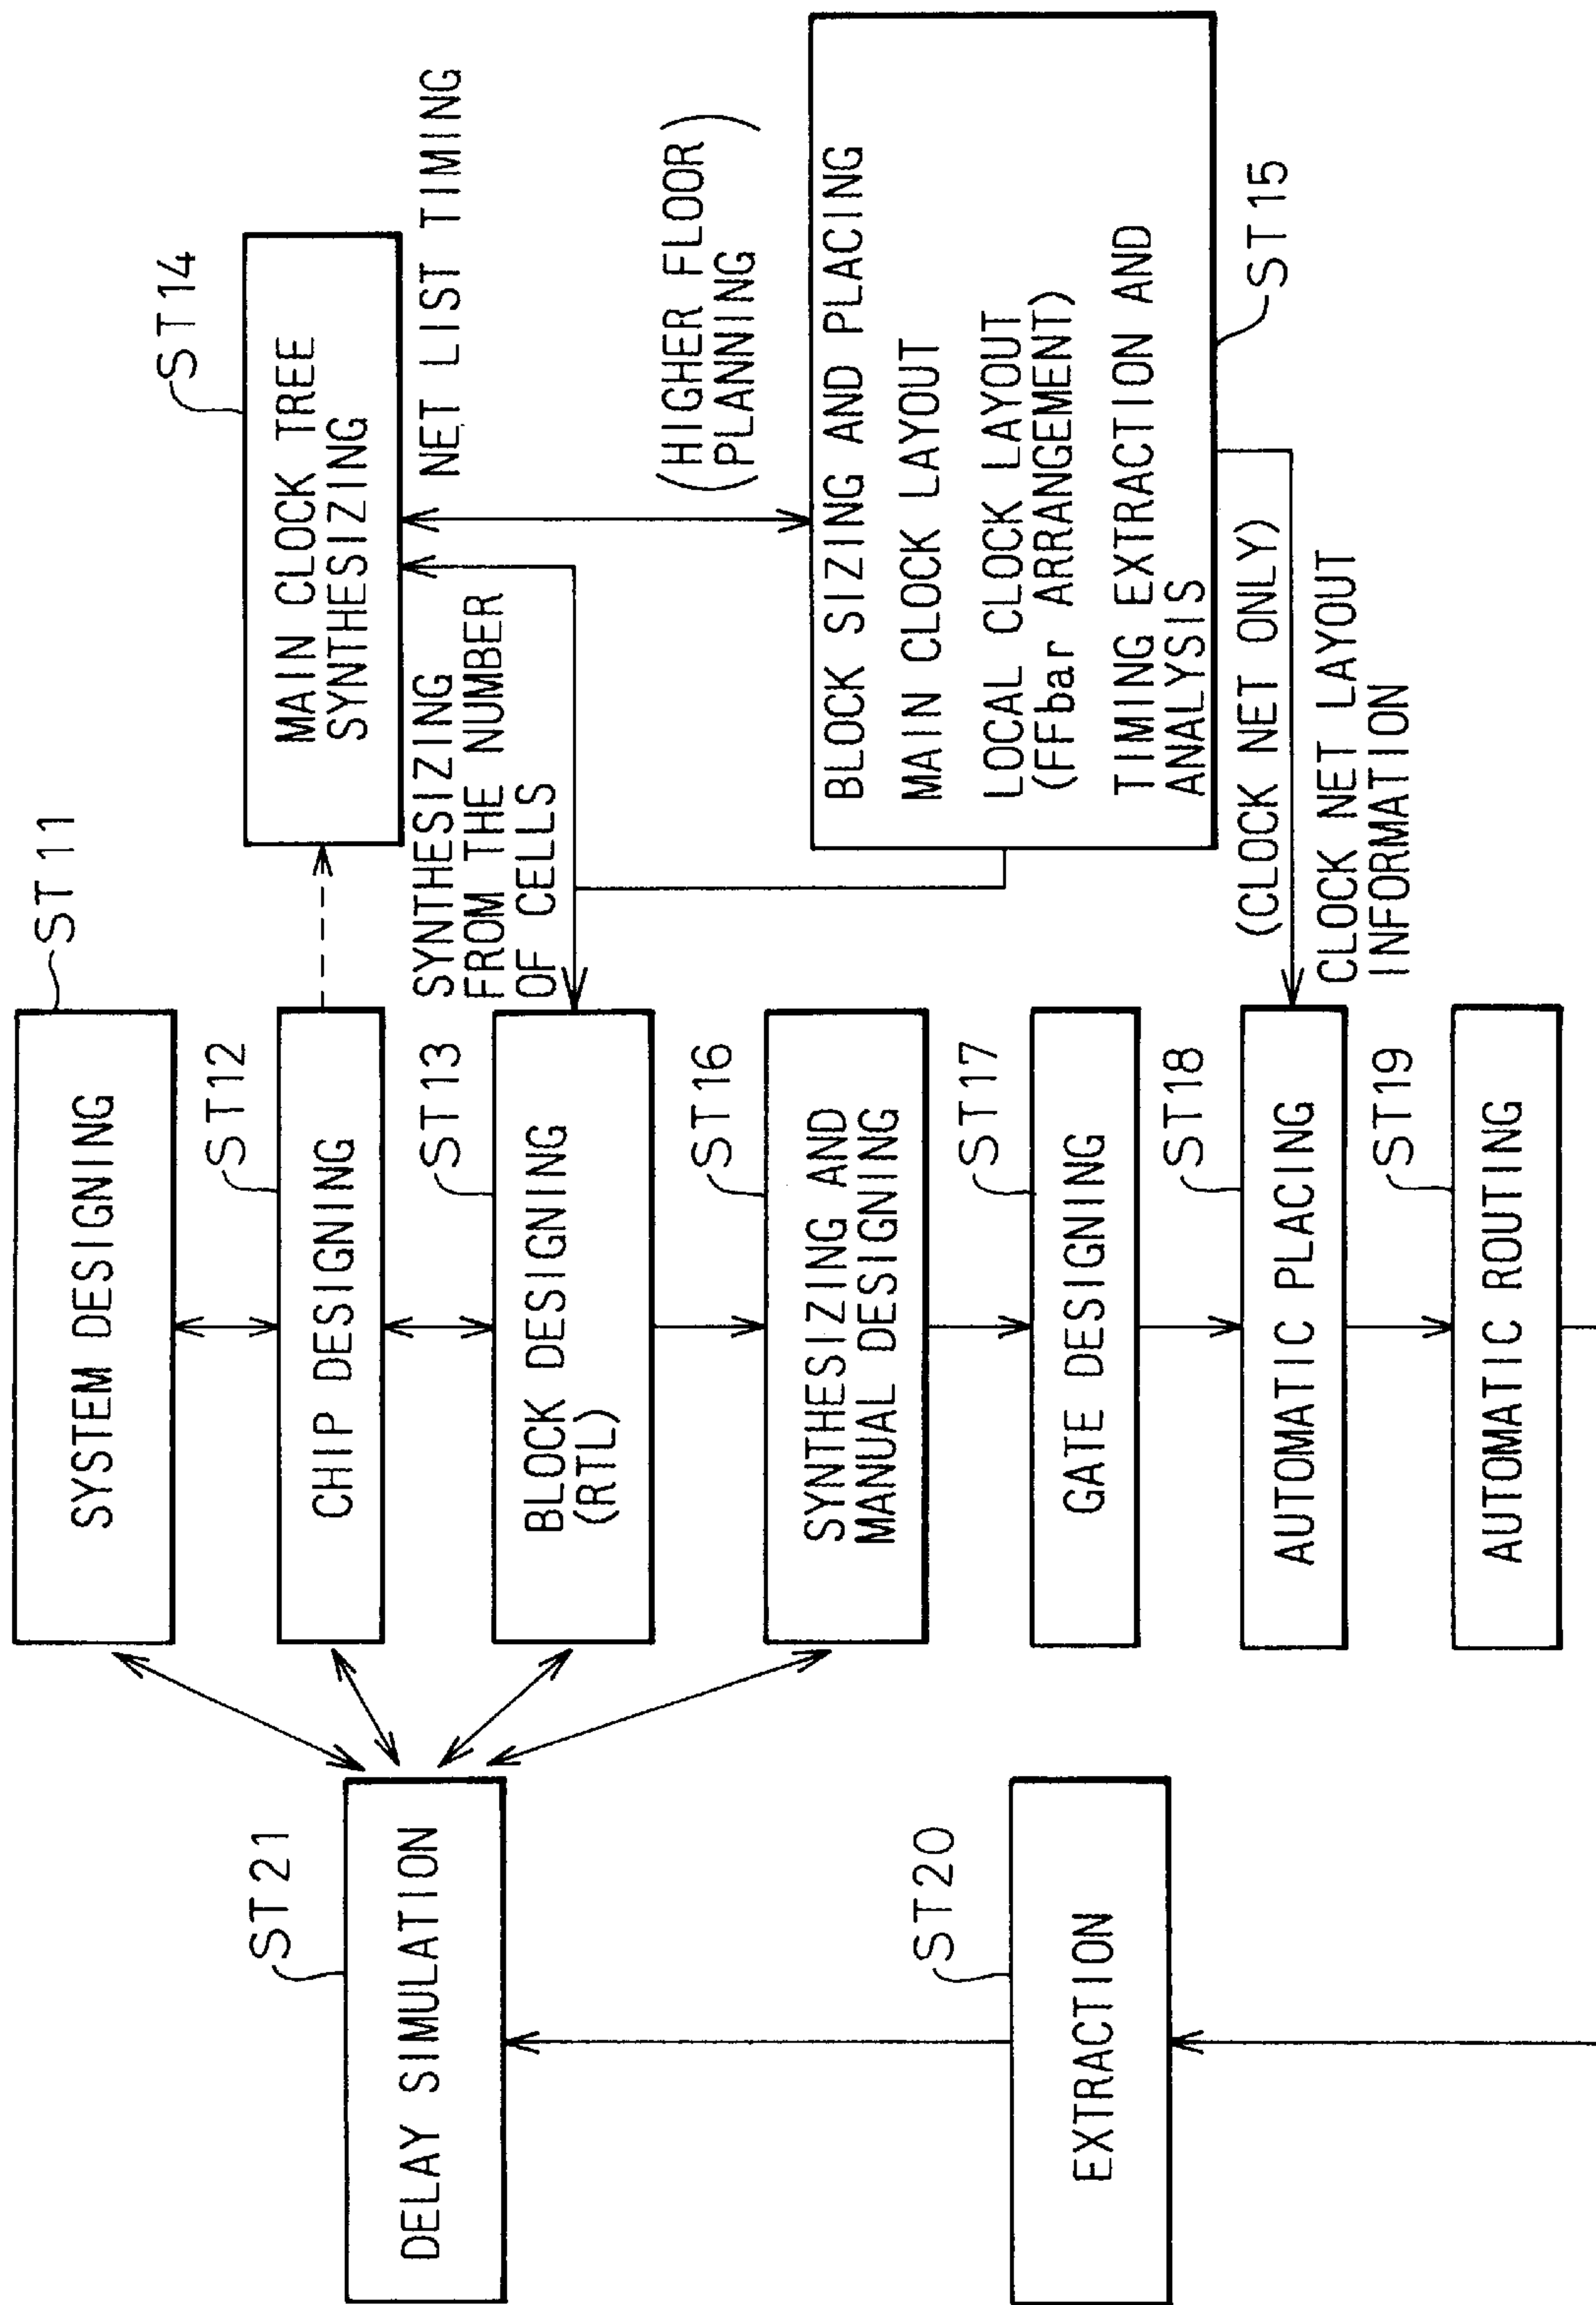 ST11
SYSTEM DESIGNING
ST12
CHIP DESIGNING
ST13
BLOCK DESIGNING
(RTL)
ST16
SYNTHESIZING AND
MANUAL DESIGNING
ST17
GATE DESIGNING
ST18
AUTOMATIC PLACING
ST19
AUTOMATIC ROUTING
ST14
MAIN CLOCK TREE
SYNTHESIZING
NET LIST TIMING
SYNTHESIZING
FROM THE NUMBER
OF CELLS
(HIGHER FLOOR)
(PLANNING)
BLOCK SIZING AND PLACING
MAIN CLOCK LAYOUT
LOCAL CLOCK LAYOUT
(FFbar ARRANGEMENT)
TIMING EXTRACTION AND
ANALYSIS
ST15
(CLOCK NET ONLY)
CLOCK NET LAYOUT
INFORMATION
ST21
DELAY SIMULATION
ST20
EXTRACTION